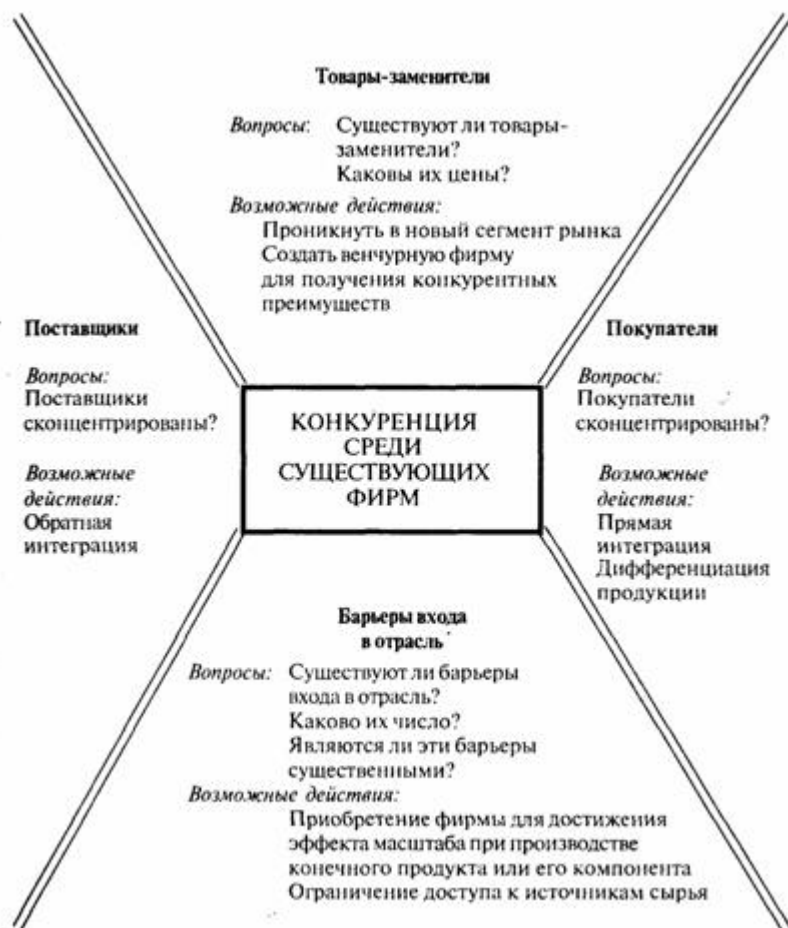 Товары-заменители
Вопросы: Существуют ли товары-
заменители?
Каковы их цены?
Возможные действия:
Проникнуть в новый сегмент рынка
Создать венчурную фирму
для получения конкурентных
преимуществ
Поставщики
Вопросы:
Поставщики
сконцентрированы?
Возможные
действия:
Обратная
интеграция
КОНКУРЕНЦИЯ
СРЕДИ
СУЩЕСТВУЮЩИХ
ФИРМ
Покупатели
Вопросы:
Покупатели
сконцентрированы?
Возможные
действия:
Прямая
интеграция
Дифференциация
продукции
Барьеры входа
в отрасль
Вопросы: Существуют ли барьеры
входа в отрасль?
Каково их число?
Являются ли эти барьеры
существенными?
Возможные действия:
Приобретение фирмы для достижения
эффекта масштаба при производстве
конечного продукта или его компонента
Ограничение доступа к источникам сырья